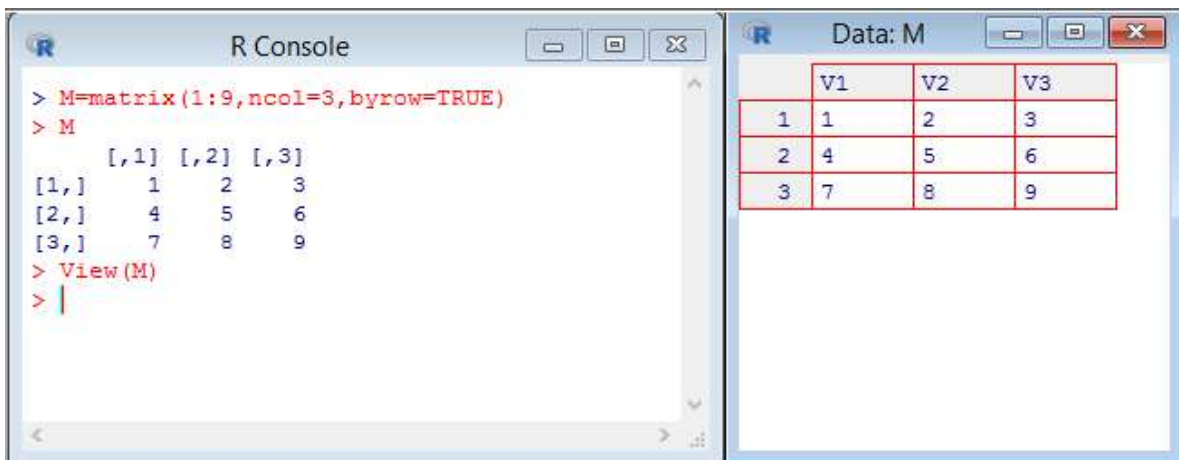 R Console
> M=matrix(1:9,ncol=3,byrow=TRUE)
> M
     [,1] [,2] [,3]
[1,]    1    2    3
[2,]    4    5    6
[3,]    7    8    9
> View(M)
>
Data: M
V1 V2 V3
1 1 2 3
2 4 5 6
3 7 8 9